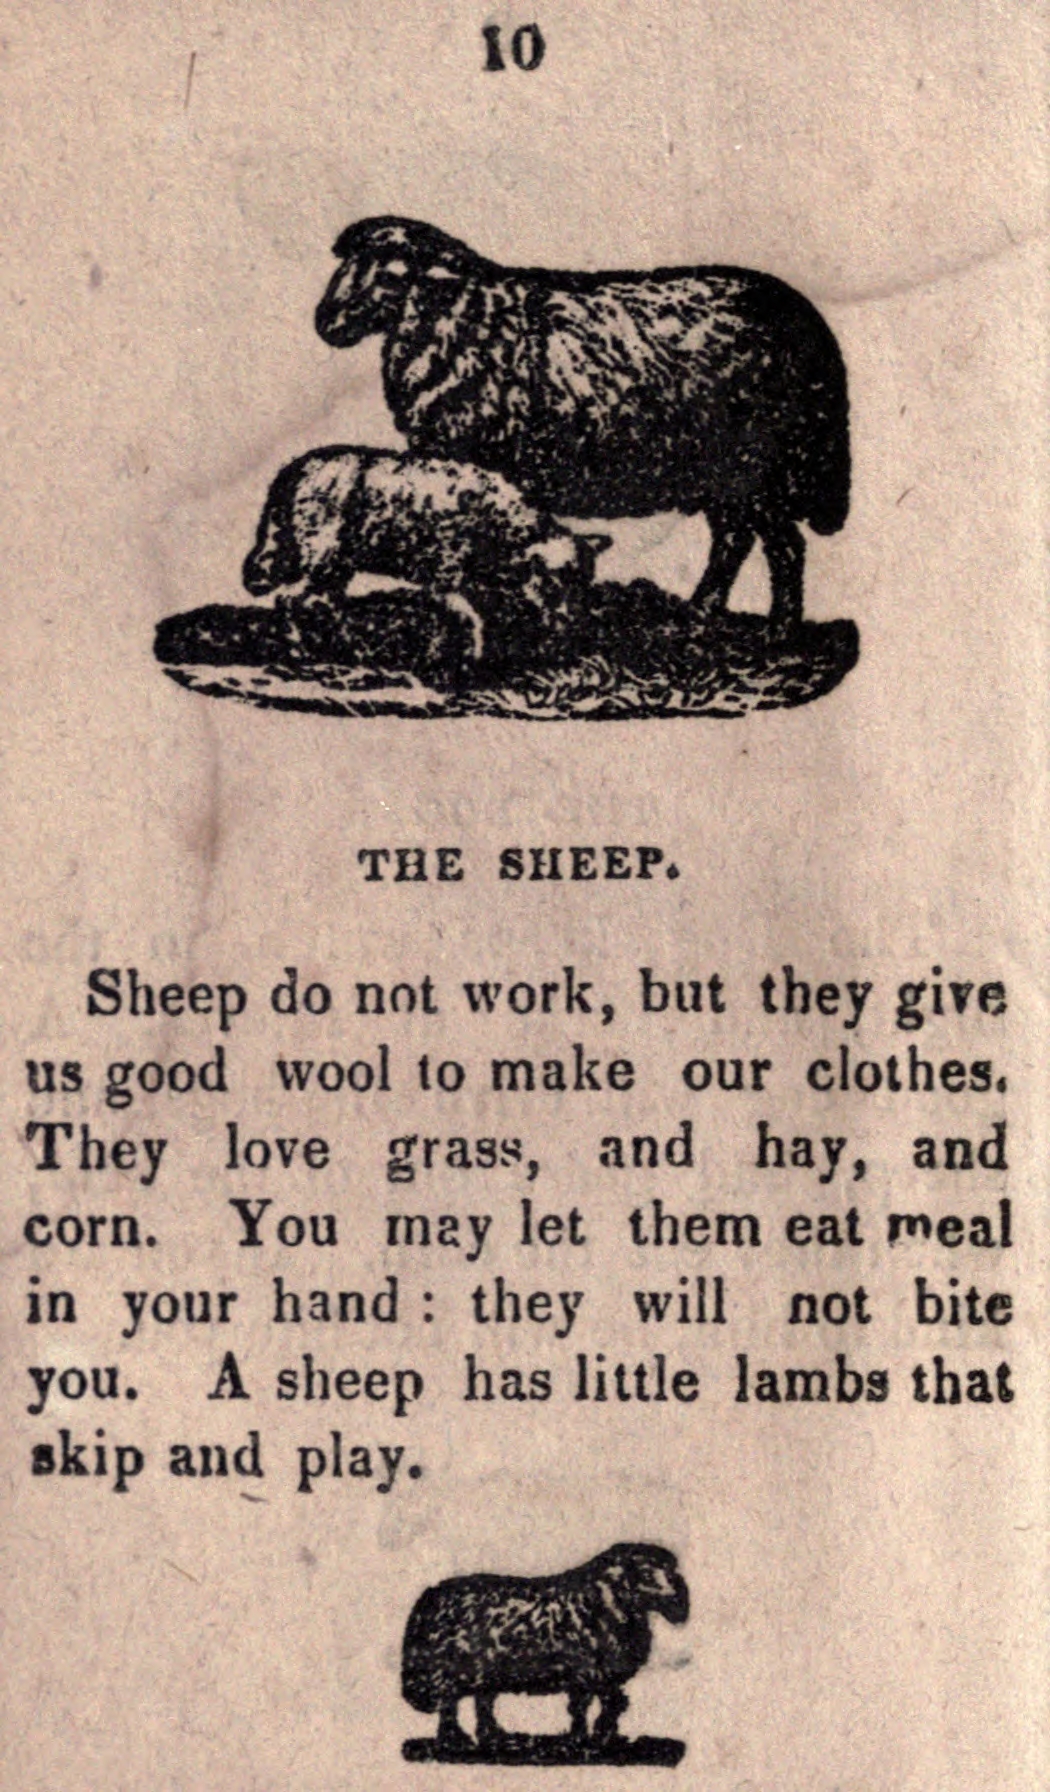 10
THE SHEEP.
Sheep do not work, but they give
us good wool to make our clothes.
They love grass, and hay, and
corn. You may let them eat meal
in your hand : they will not bite
you. A sheep has little lambs that
skip and play.